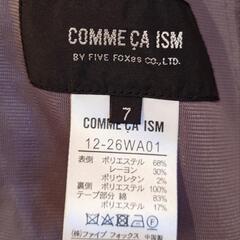 COMME ÇA ISM
BY FIVE FOXES CO.,LTD.
7
COMME ÇA ISM
12-26WA01
表側 ポリエステル 68%
レーヨン 30%
ポリウレタン 2%
裏側 ポリエステル 100%
テープ部分 綿 83%
ポリエステル 17%
(株)ファイブ フォックス 中国製